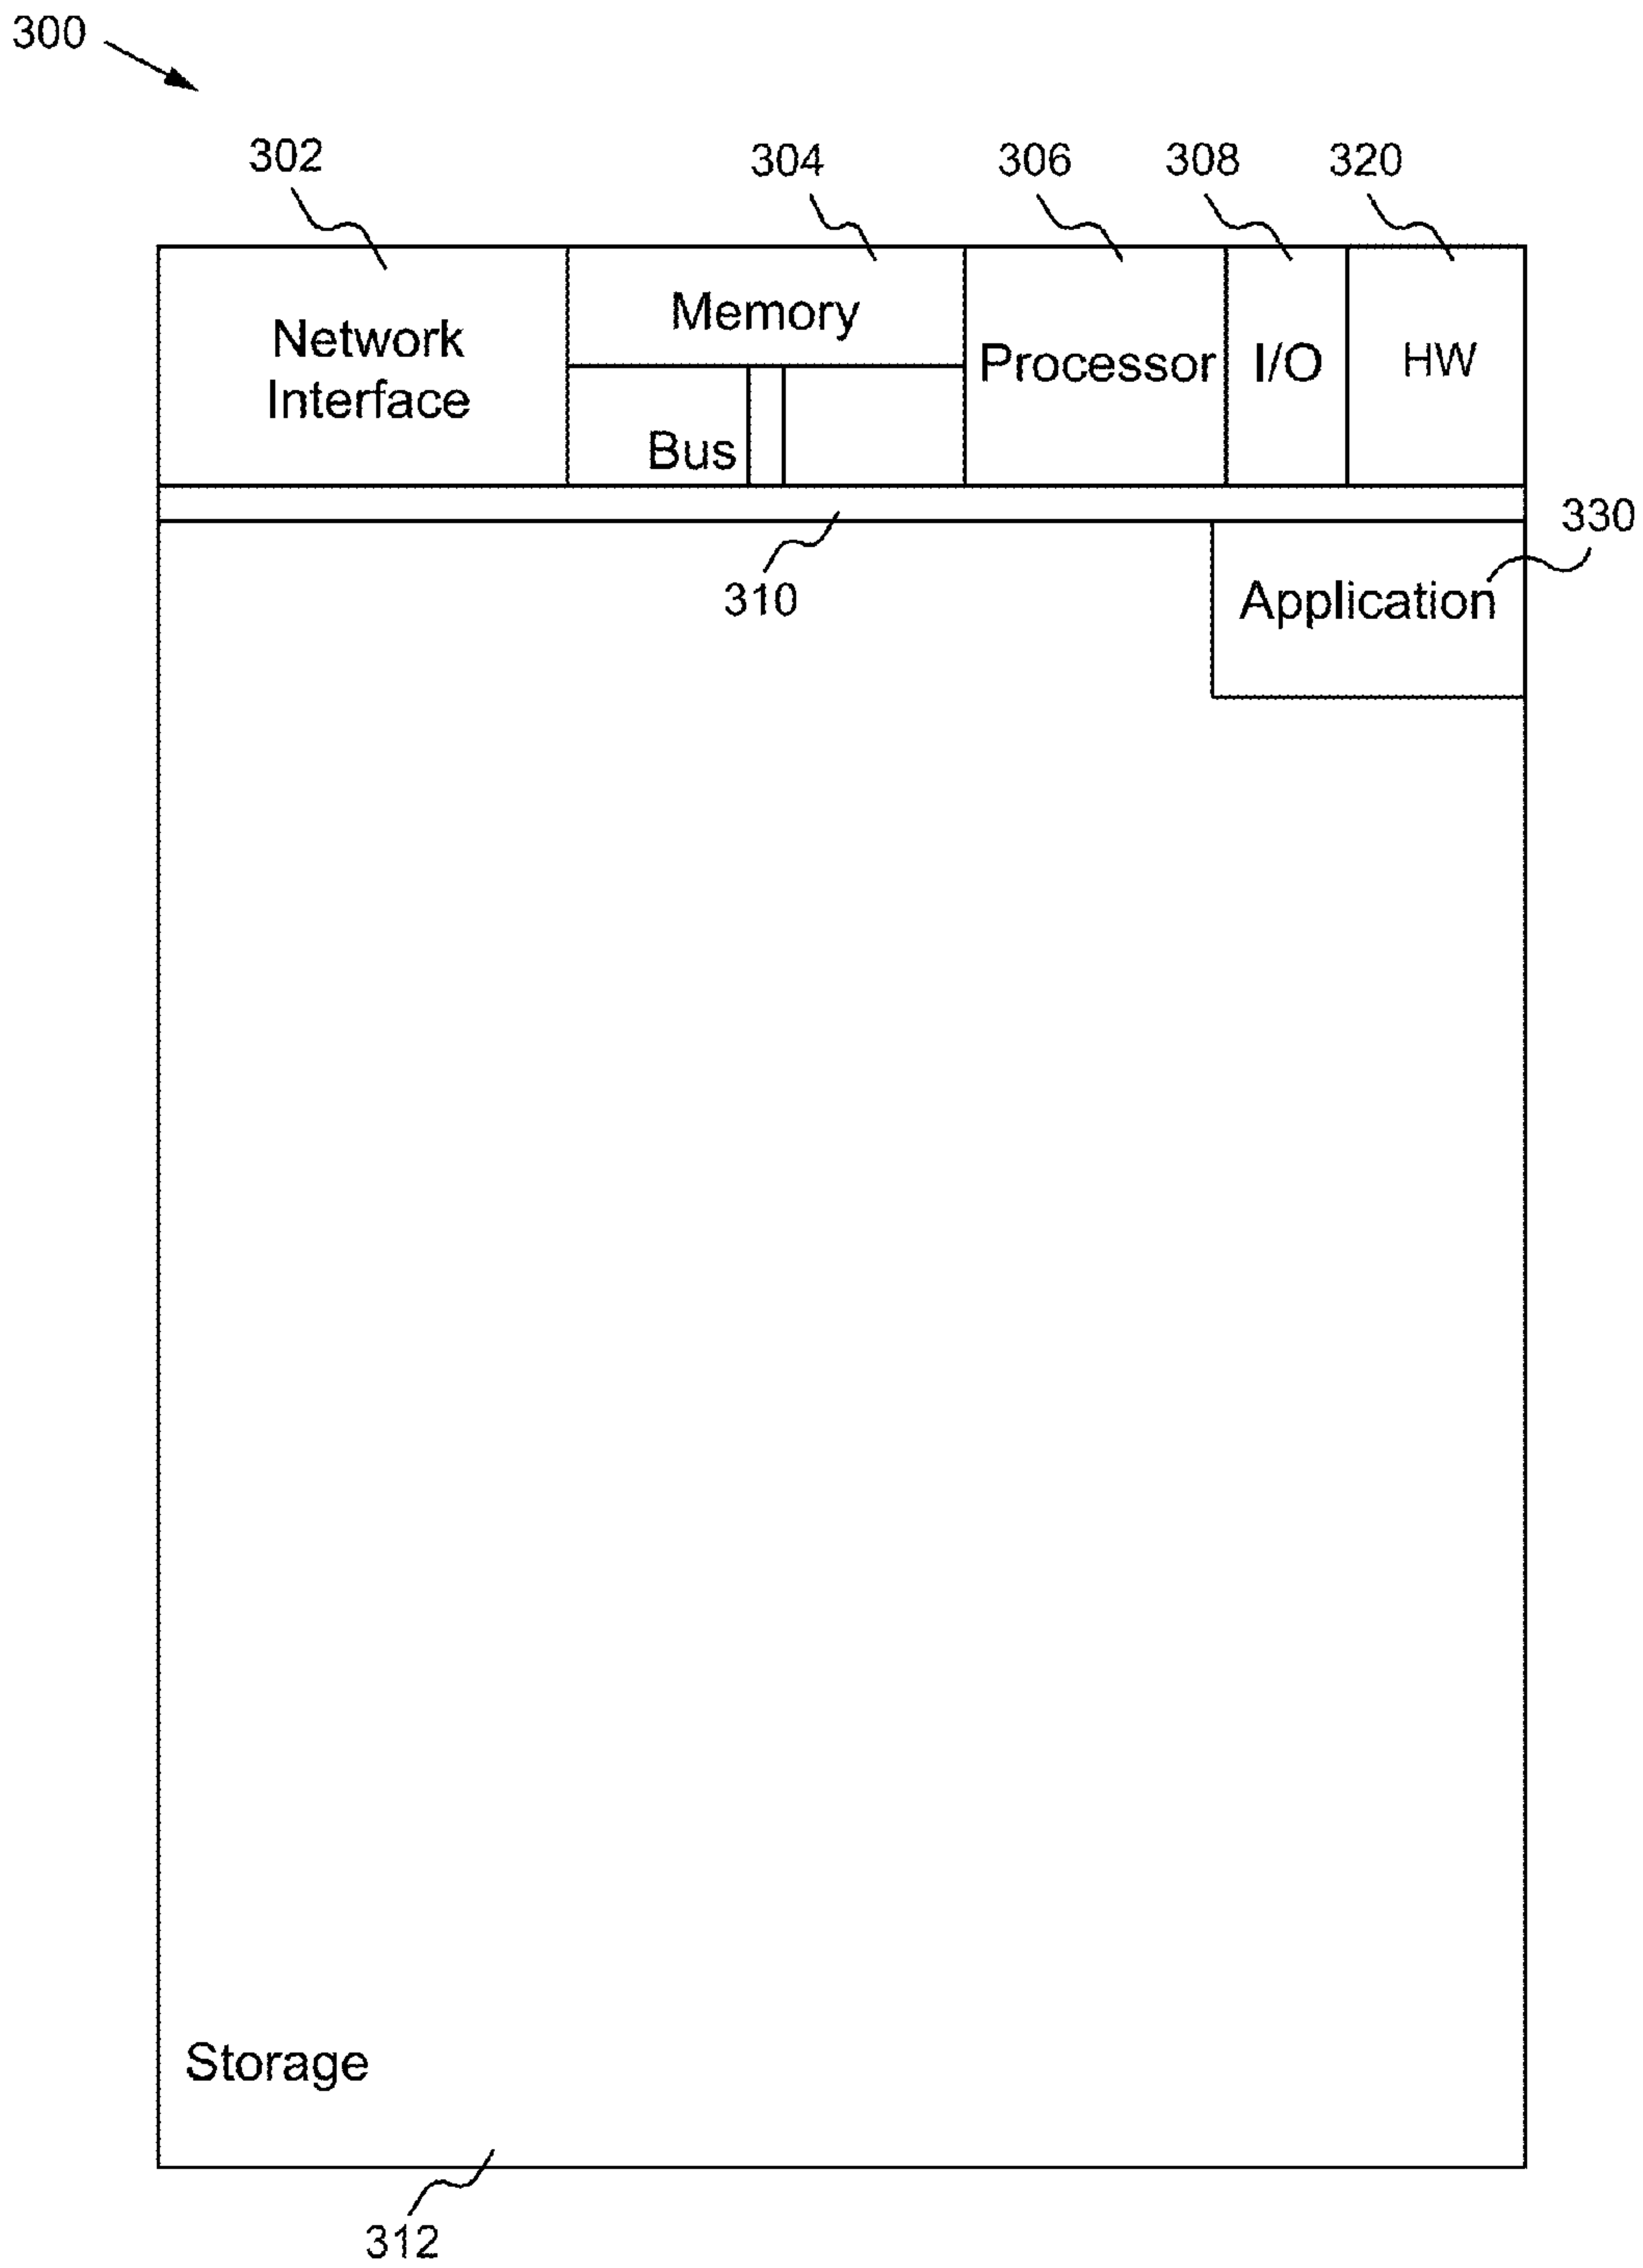 300
302
304
306
308
320
Network
Interface
Memory
Processor
I/O
HW
Bus
330
310
Application
Storage
312